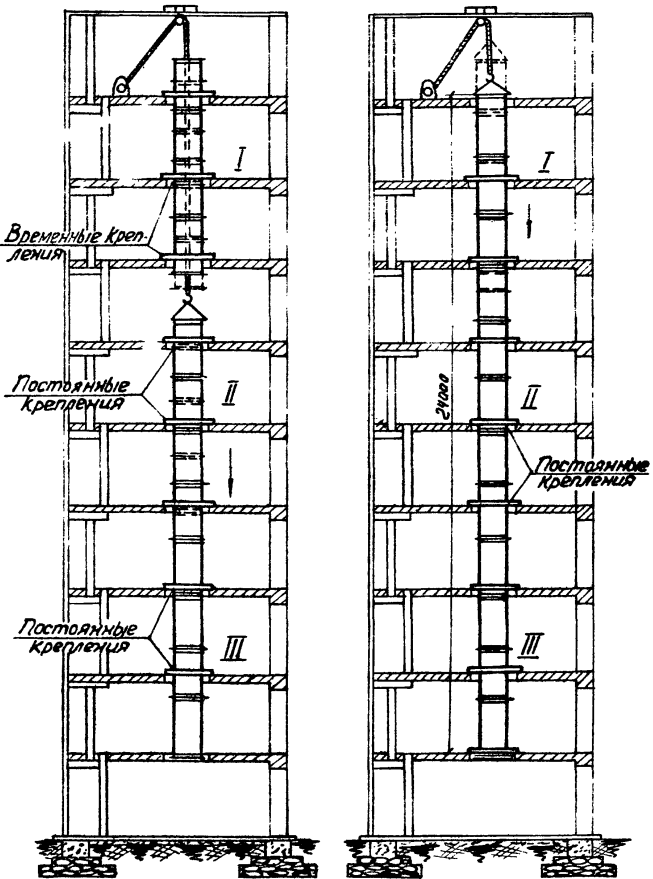 I
Временные Креп-
ления
Постоянные
крепления
II
Постоянные
крепления
III
I
24000
II
Постоянные
крепления
III